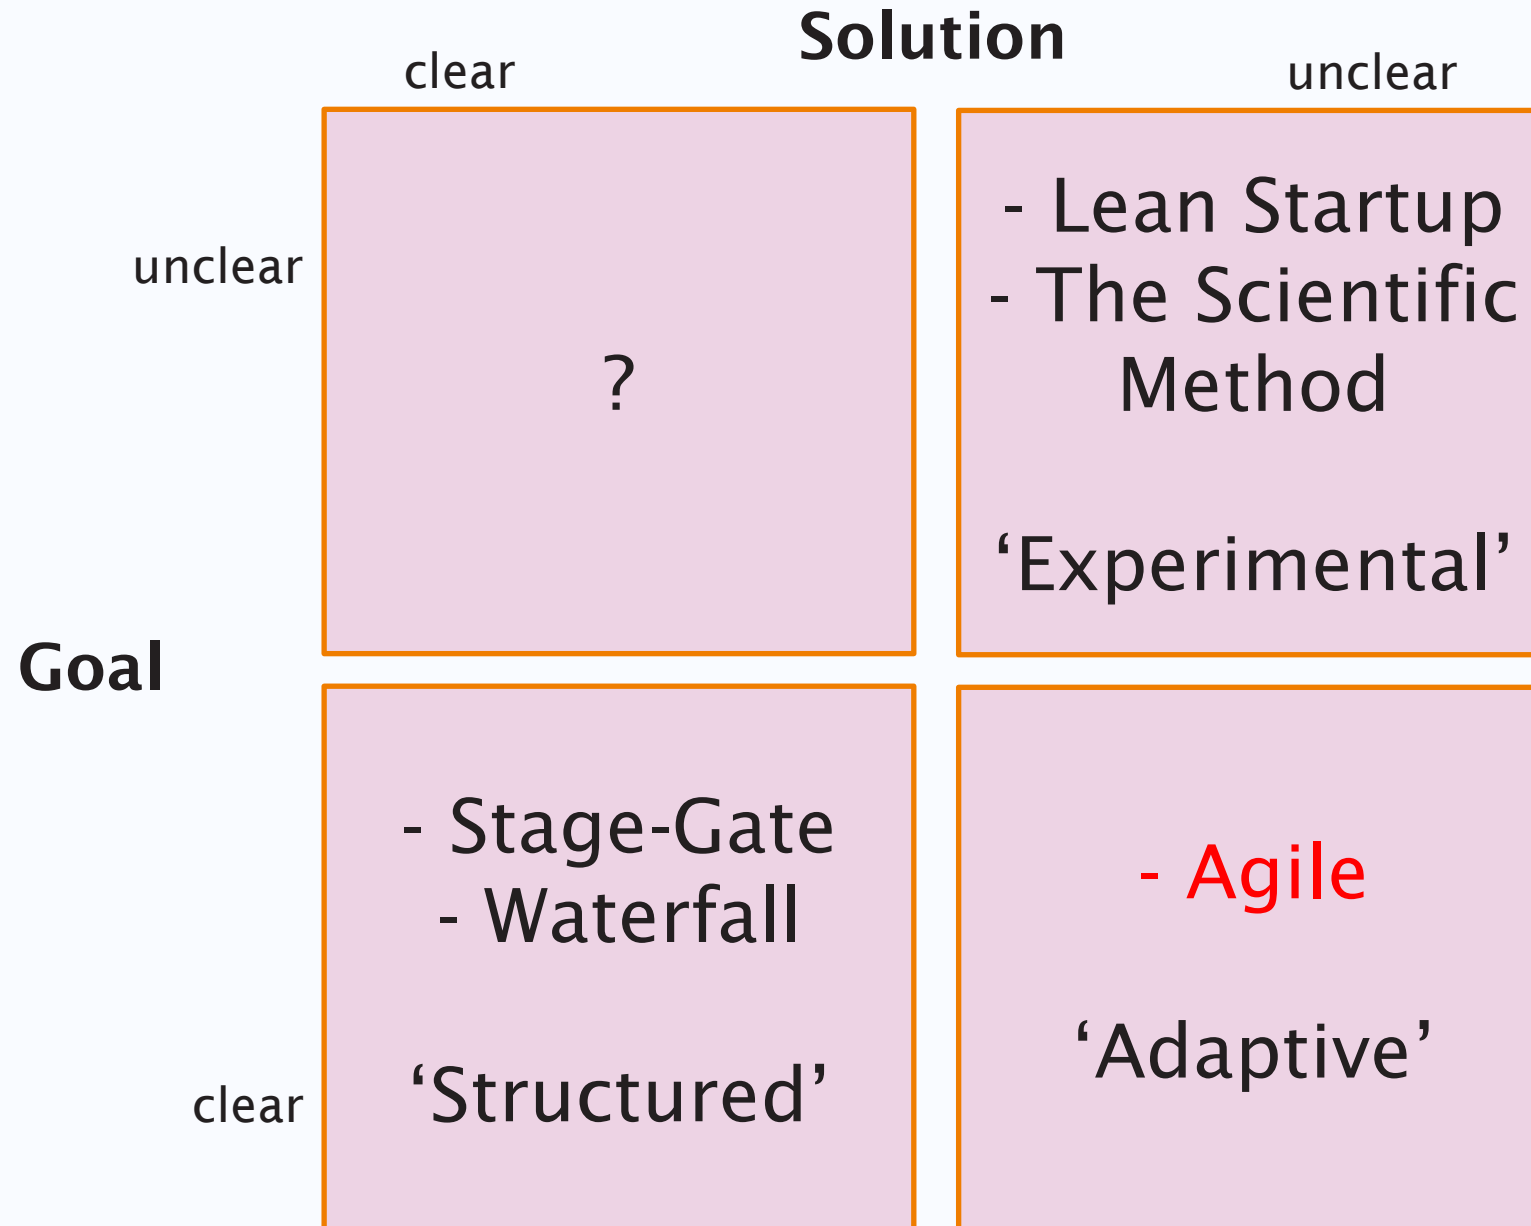 Solution
clear
unclear
unclear
?
- Lean Startup
- The Scientific
Method
‘Experimental’
Goal
clear
- Stage-Gate
- Waterfall
‘Structured’
- Agile
‘Adaptive’